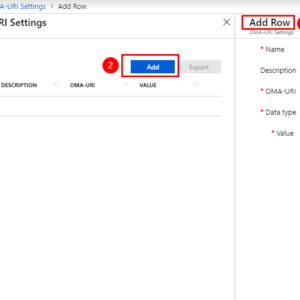 MA-URI Settings > Add Row
RI Settings
Add Row
OMA-URI Settings
* Name
2
Add
Export
Description
DESCRIPTION
OMA-URI
VALUE
* OMA-URI
* Data type
* Value